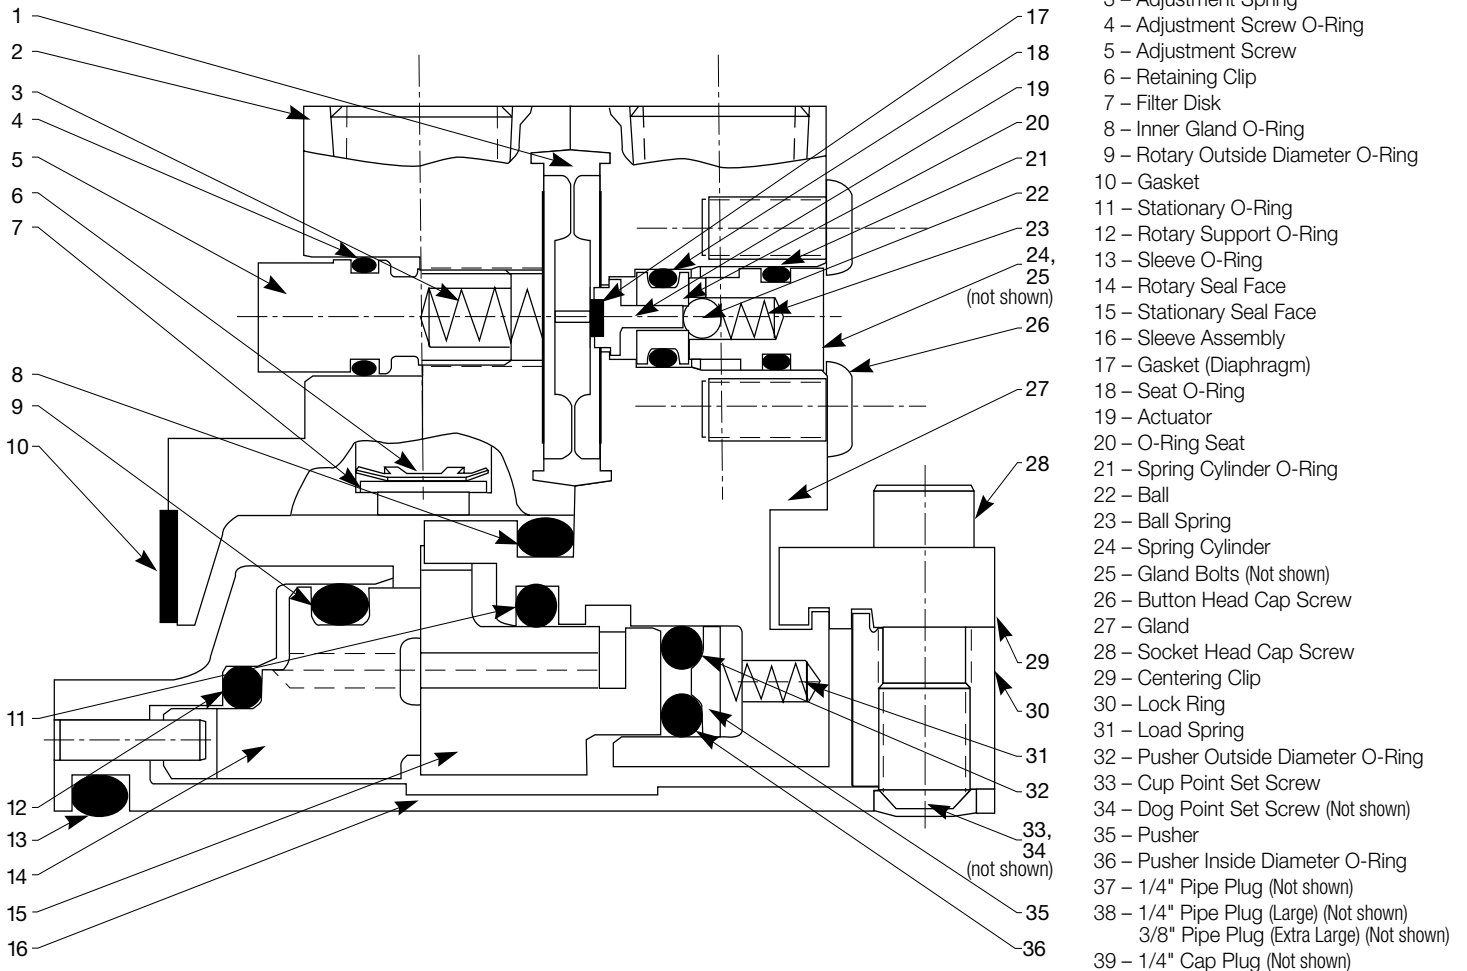 1
2
3
4
5
6
7
8
9
10
11
12
13
14
15
16
17
18
19
20
21
22
23
24,
25
(not shown)
26
27
28
29
30
31
32
33,
34
(not shown)
35
36
3 – Adjustment Spring
4 – Adjustment Screw O-Ring
5 – Adjustment Screw
6 – Retaining Clip
7 – Filter Disk
8 – Inner Gland O-Ring
9 – Rotary Outside Diameter O-Ring
10 – Gasket
11 – Stationary O-Ring
12 – Rotary Support O-Ring
13 – Sleeve O-Ring
14 – Rotary Seal Face
15 – Stationary Seal Face
16 – Sleeve Assembly
17 – Gasket (Diaphragm)
18 – Seat O-Ring
19 – Actuator
20 – O-Ring Seat
21 – Spring Cylinder O-Ring
22 – Ball
23 – Ball Spring
24 – Spring Cylinder
25 – Gland Bolts (Not shown)
26 – Button Head Cap Screw
27 – Gland
28 – Socket Head Cap Screw
29 – Centering Clip
30 – Lock Ring
31 – Load Spring
32 – Pusher Outside Diameter O-Ring
33 – Cup Point Set Screw
34 – Dog Point Set Screw (Not shown)
35 – Pusher
36 – Pusher Inside Diameter O-Ring
37 – 1/4" Pipe Plug (Not shown)
38 – 1/4" Pipe Plug (Large) (Not shown)
3/8" Pipe Plug (Extra Large) (Not shown)
39 – 1/4" Cap Plug (Not shown)